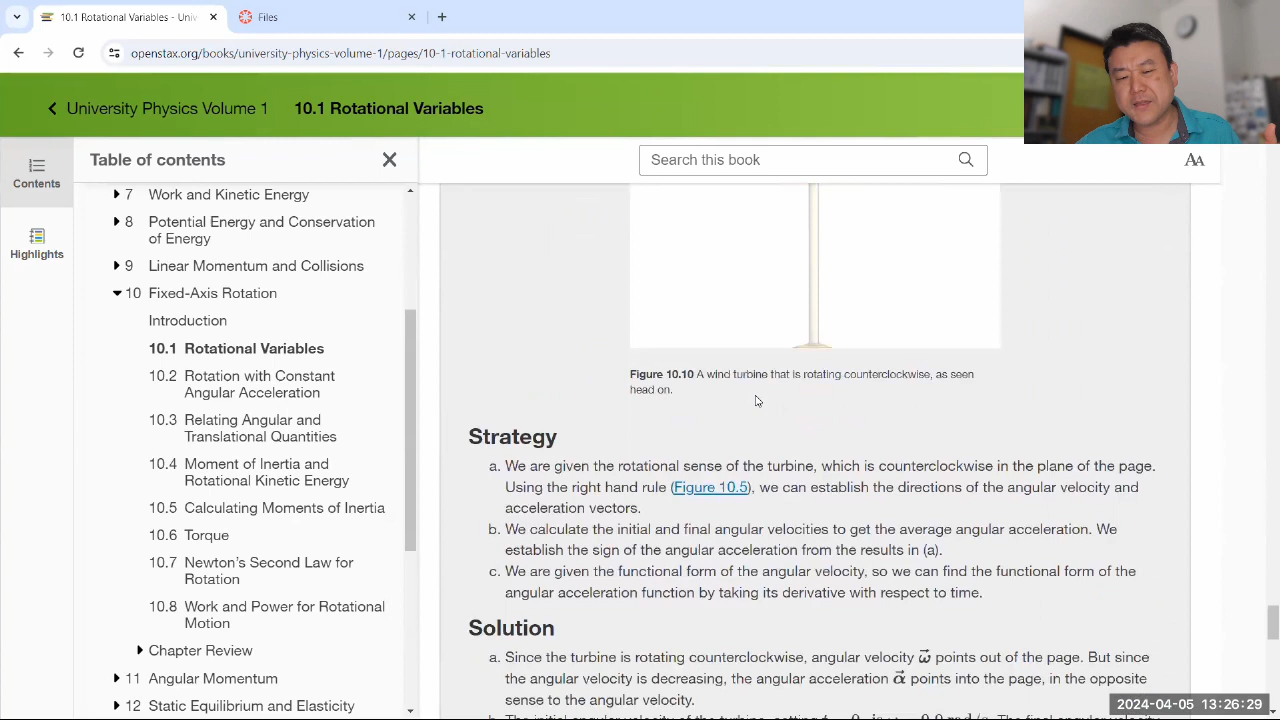 10.1 Rotational Variables - Univ
Files
openstax.org/books/university-physics-volume-1/pages/10-1-rotational-variables
University Physics Volume 1
10.1 Rotational Variables
Table of contents
Search this book
Contents
Highlights
7 Work and Kinetic Energy
8 Potential Energy and Conservation
of Energy
9 Linear Momentum and Collisions
10 Fixed-Axis Rotation
Introduction
10.1 Rotational Variables
10.2 Rotation with Constant
Angular Acceleration
10.3 Relating Angular and
Translational Quantities
10.4 Moment of Inertia and
Rotational Kinetic Energy
10.5 Calculating Moments of Inertia
10.6 Torque
10.7 Newton's Second Law for
Rotation
10.8 Work and Power for Rotational
Motion
Chapter Review
11 Angular Momentum
12 Static Equilibrium and Elasticity
AA
Figure 10.10 A wind turbine that is rotating counterclockwise, as seen
head on.
Strategy
a. We are given the rotational sense of the turbine, which is counterclockwise in the plane of the page.
Using the right hand rule (Figure 10.5), we can establish the directions of the angular velocity and
acceleration vectors.
b. We calculate the initial and final angular velocities to get the average angular acceleration. We
establish the sign of the angular acceleration from the results in (a).
c. We are given the functional form of the angular velocity, so we can find the functional form of the
angular acceleration function by taking its derivative with respect to time.
Solution
a. Since the turbine is rotating counterclockwise, angular velocity ω⃗ points out of the page. But since
the angular velocity is decreasing, the angular acceleration α⃗ points into the page, in the opposite
sense to the angular velocity.
b. The initial angular velocity of the turbine, setting
The final angular
2024-04-05 13:26:29